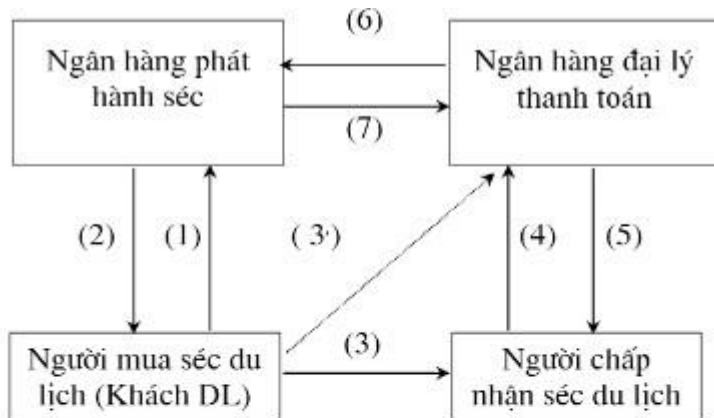 (6)
Ngân hàng phát
hành séc
Ngân hàng đại lý
thanh toán
(7)
(2)
(1)
(3')
(4)
(5)
(3)
Người mua séc du
lịch (Khách DL)
Người chấp
nhận séc du lịch